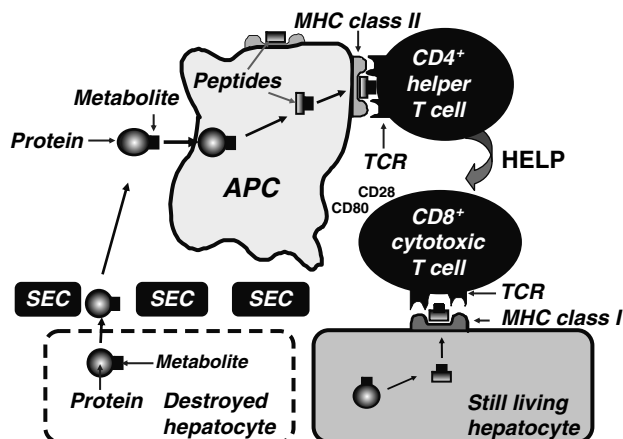 MHC class II
Peptides
CD4+
helper
T cell
Metabolite
Protein
TCR
HELP
APC
CD28
CD80
CD8+
cytotoxic
T cell
SEC
SEC
SEC
TCR
MHC class I
Metabolite
Protein
Destroyed
hepatocyte
Still living
hepatocyte